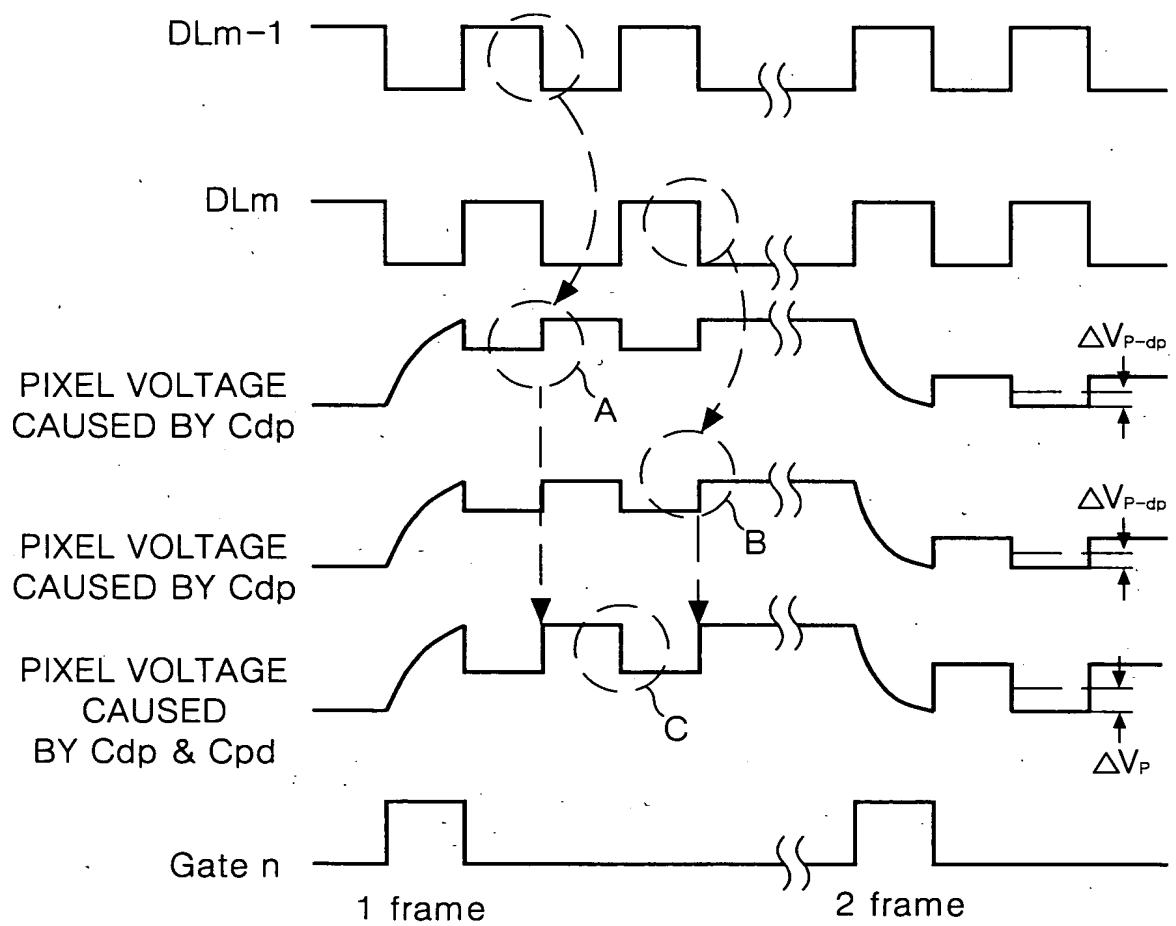 DLm-1
DLm
ΔVP-dp
PIXEL VOLTAGE
CAUSED BY Cdp
A
ΔVP-dp
PIXEL VOLTAGE
CAUSED BY Cdp
B
PIXEL VOLTAGE
CAUSED
BY Cdp & Cpd
C
ΔVP
Gate n
1 frame
2 frame